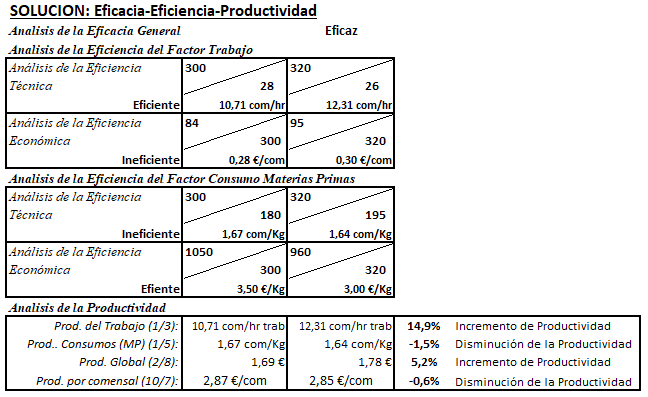 SOLUCION: Eficacia-Eficiencia-Productividad
Analisis de la Eficacia General Eficaz
Analisis de la Eficiencia del Factor Trabajo
Análisis de la Eficiencia 300 320
Técnica 28 26
Eficiente 10,71 com/hr 12,31 com/hr
Análisis de la Eficiencia 84 95
Económica 300 320
Ineficiente 0,28 €/com 0,30 €/com
Analisis de la Eficiencia del Factor Consumo Materias Primas
Análisis de la Eficiencia 300 320
Técnica 180 195
Ineficiente 1,67 com/Kg 1,64 com/Kg
Análisis de la Eficiencia 1050 960
Económica 300 320
Efiente 3,50 €/Kg 3,00 €/Kg
Analisis de la Productividad
Prod. del Trabajo (1/3): 10,71 com/hr trab 12,31 com/hr trab 14,9% Incremento de Productividad
Prod.. Consumos (MP) (1/5): 1,67 com/Kg 1,64 com/Kg -1,5% Disminución de la Productividad
Prod. Global (2/8): 1,69 € 1,78 € 5,2% Incremento de Productividad
Prod. por comensal (10/7): 2,87 €/com 2,85 €/com -0,6% Disminución de la Productividad